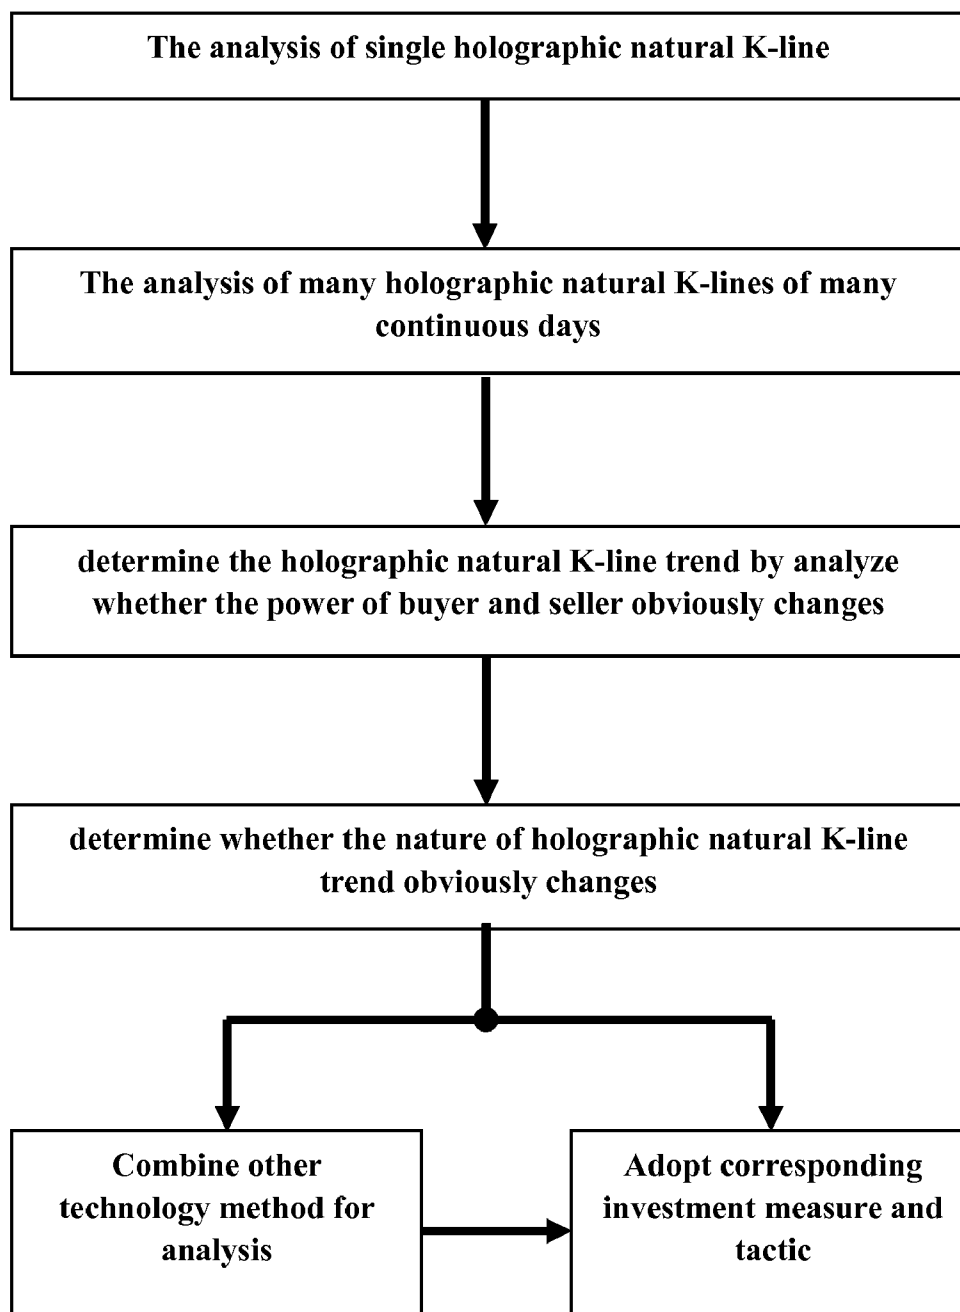 The analysis of single holographic natural K-line
The analysis of many holographic natural K-lines of many
continuous days
determine the holographic natural K-line trend by analyze
whether the power of buyer and seller obviously changes
determine whether the nature of holographic natural K-line
trend obviously changes
Combine other
technology method for
analysis
Adopt corresponding
investment measure and
tactic